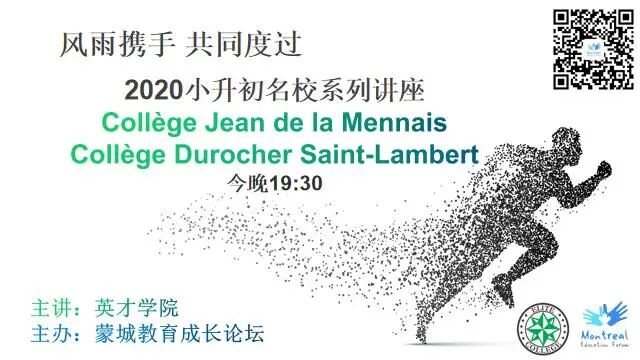 风雨携手 共同度过
2020小升初名校系列讲座
Collège Jean de la Mennais
Collège Durocher Saint-Lambert
今晚19:30
主讲：英才学院
主办：蒙城教育成长论坛
ELITE COLLEGE
Montreal
Education Forum